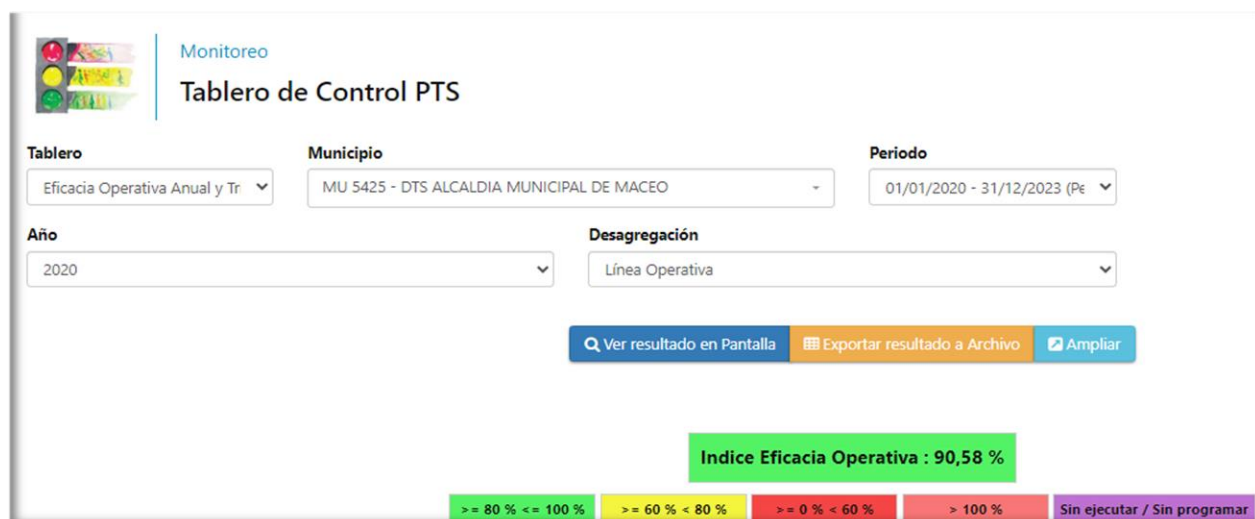 Monitoreo
Tablero de Control PTS
Tablero Municipio Periodo
Eficacia Operativa Anual y Tr MU 5425 - DTS ALCALDIA MUNICIPAL DE MACEO 01/01/2020 - 31/12/2023 (Pe
Año Desagregación
2020 Línea Operativa
Ver resultado en Pantalla Exportar resultado a Archivo Ampliar
Indice Eficacia Operativa : 90,58 %
>= 80 % <= 100 % >= 60 % < 80 % >= 0 % < 60 % > 100 % Sin ejecutar / Sin programar